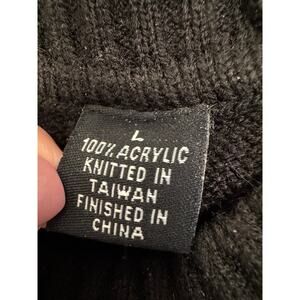 L
100% ACRYLIC
KNITTED IN
TAIWAN
FINISHED IN
CHINA